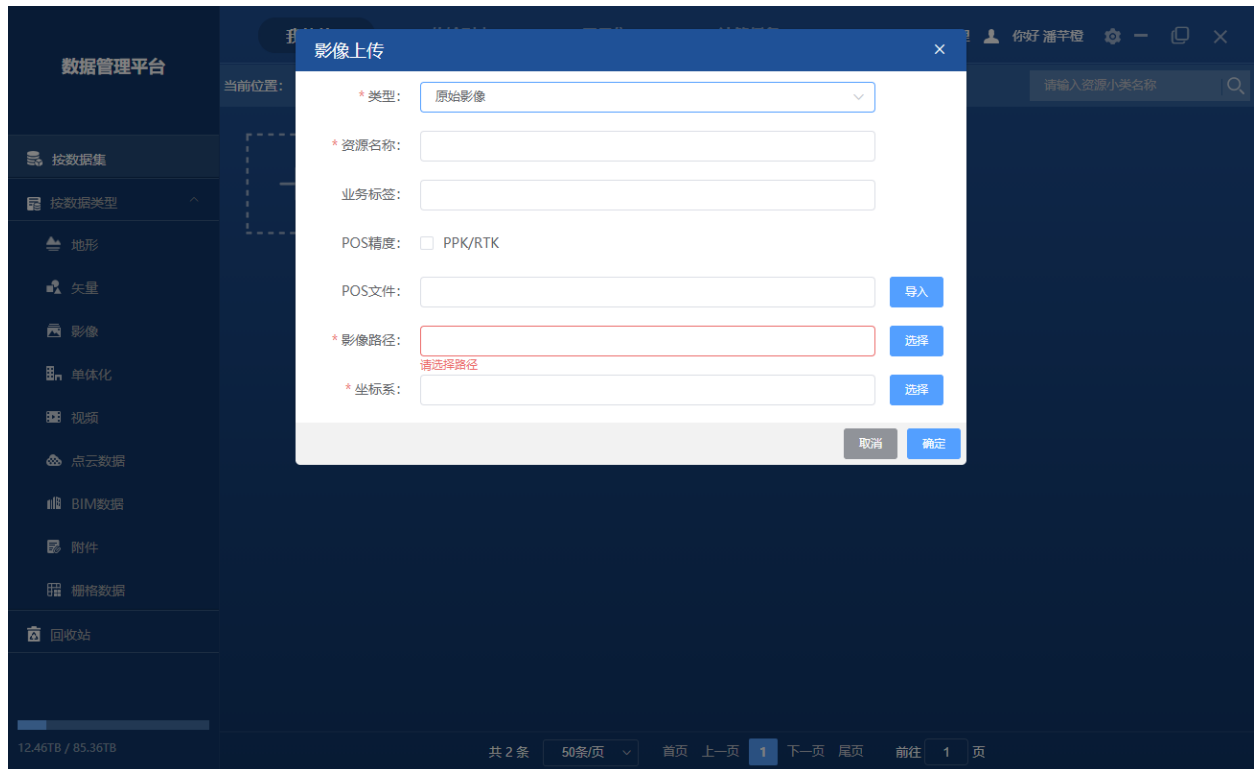 数据管理平台
你好 潘芊橙
当前位置：
请输入资源小类名称
按数据集
按数据类型
地形
矢量
影像
单体化
视频
点云数据
BIM数据
附件
栅格数据
回收站
12.46TB / 85.36TB
影像上传
* 类型： 原始影像
* 资源名称：
业务标签：
POS精度： PPK/RTK
POS文件： 导入
* 影像路径： 选择
请选择路径
* 坐标系： 选择
取消 确定
共 2 条 50条/页 首页 上一页 1 下一页 尾页 前往 1 页